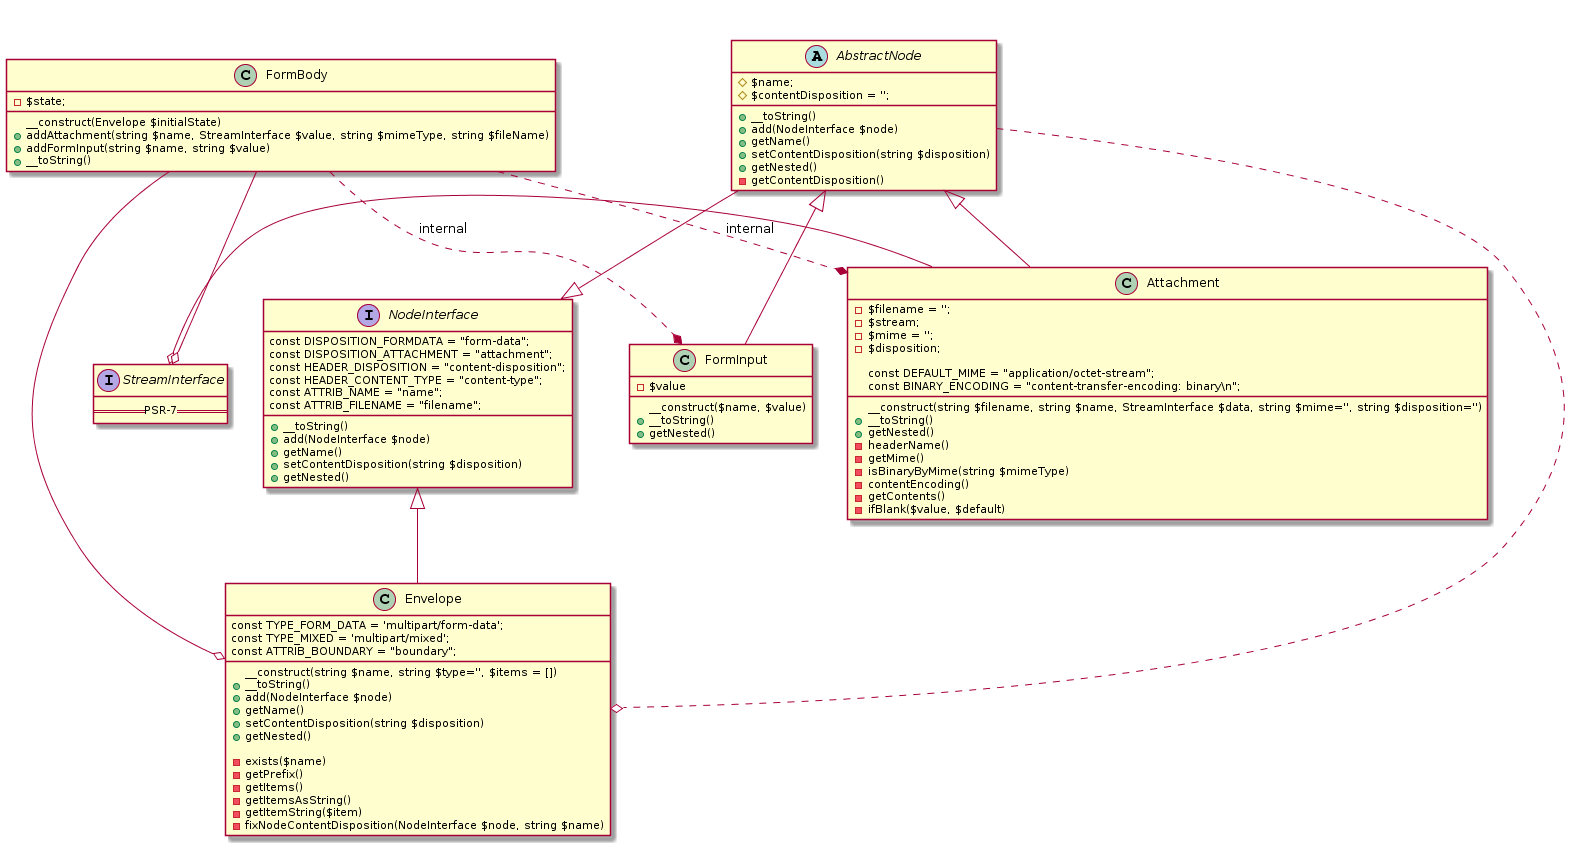 C FormBody
$state;
__construct(Envelope $initialState)
addAttachment(string $name, StreamInterface $value, string $mimeType, string $fileName)
addFormInput(string $name, string $value)
__toString()
A AbstractNode
$name;
$contentDisposition = '';
__toString()
add(NodeInterface $node)
getName()
setContentDisposition(string $disposition)
getNested()
getContentDisposition()
internal
internal
I NodeInterface
const DISPOSITION_FORMDATA = "form-data";
const DISPOSITION_ATTACHMENT = "attachment";
const HEADER_DISPOSITION = "content-disposition";
const HEADER_CONTENT_TYPE = "content-type";
const ATTRIB_NAME = "name";
const ATTRIB_FILENAME = "filename";
__toString()
add(NodeInterface $node)
getName()
setContentDisposition(string $disposition)
getNested()
I StreamInterface
PSR-7
C FormInput
$value
__construct($name, $value)
__toString()
getNested()
C Attachment
$filename = '';
$stream;
$mime = '';
$disposition;
const DEFAULT_MIME = "application/octet-stream";
const BINARY_ENCODING = "content-transfer-encoding: binary\n";
__construct(string $filename, string $name, StreamInterface $data, string $mime='', string $disposition='')
__toString()
getNested()
headerName()
getMime()
isBinaryByMime(string $mimeType)
contentEncoding()
getContents()
ifBlank($value, $default)
C Envelope
const TYPE_FORM_DATA = 'multipart/form-data';
const TYPE_MIXED = 'multipart/mixed';
const ATTRIB_BOUNDARY = "boundary";
__construct(string $name, string $type='', $items = [])
__toString()
add(NodeInterface $node)
getName()
setContentDisposition(string $disposition)
getNested()
exists($name)
getPrefix()
getItems()
getItemsAsString()
getItemString($item)
fixNodeContentDisposition(NodeInterface $node, string $name)